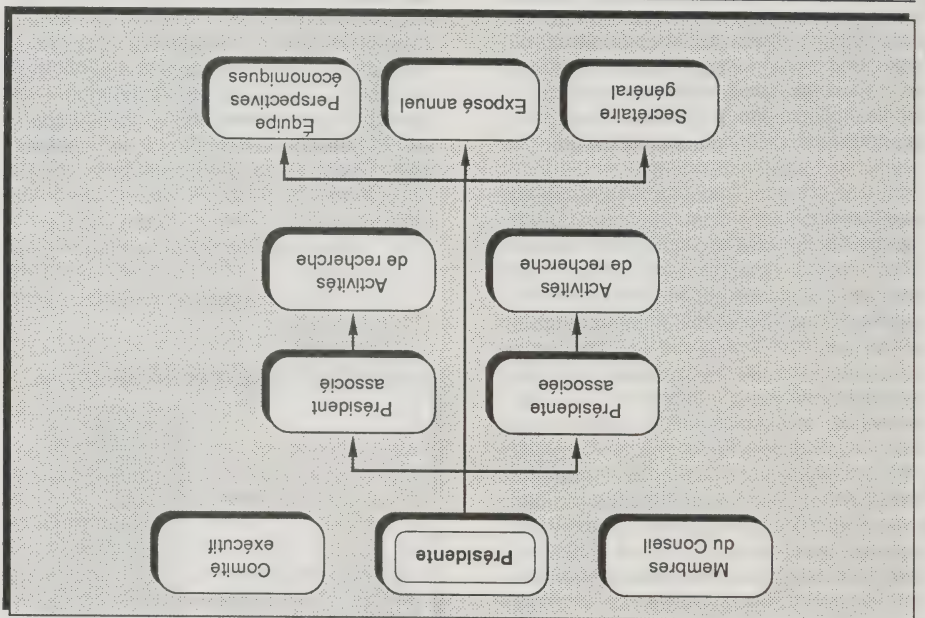 Membres
du Conseil
Présidente
Comité
exécutif
Présidente
associée
Président
associé
Activités
de recherche
Activités
de recherche
Secrétaire
général
Exposé annuel
Équipe
Perspectives
économiques